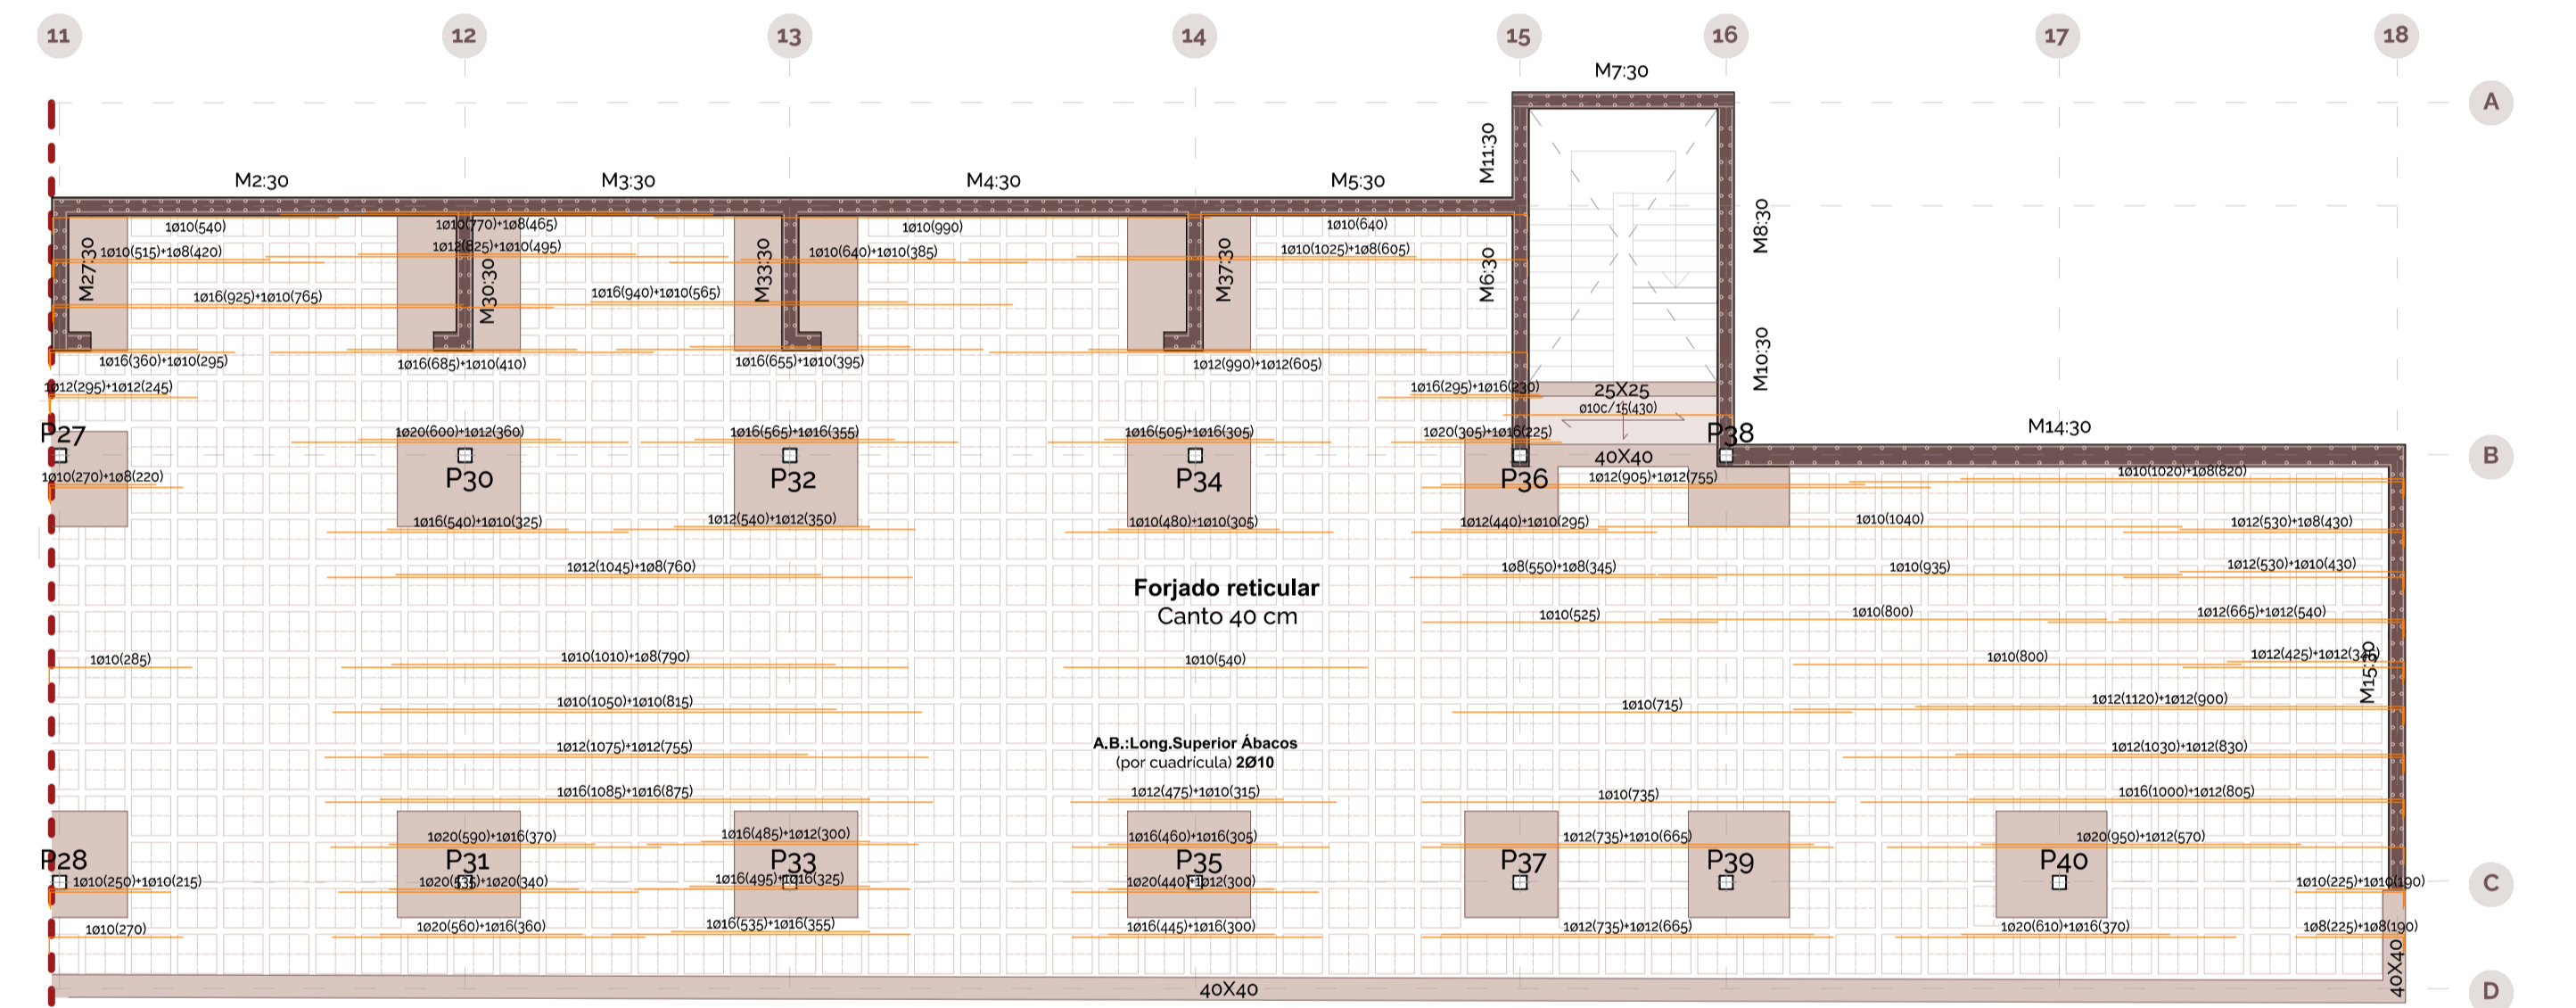 11 12 13 14 15 16 17 18
M7:30
A
M11:30
M2:30 M3:30 M4:30 M5:30
M8:30
1ø10(540) 1ø10(770)+1ø8(465) 1ø10(990) 1ø10(640)
1ø10(515)+1ø8(420) 1ø12(825)+1ø10(495) 1ø10(640)+1ø10(385) 1ø10(1025)+1ø8(605)
M27:30 M30:30 M33:30 M37:30 M6:30
1ø16(925)+1ø10(765) 1ø16(940)+1ø10(565)
M10:30
1ø16(360)+1ø10(295) 1ø16(685)+1ø10(410) 1ø16(655)+1ø10(395) 1ø12(990)+1ø12(605)
1ø12(295)+1ø12(245) 1ø16(295)+1ø16(230) 25X25
ø10c/15(430)
P27 1ø20(600)+1ø12(360) 1ø16(565)+1ø16(355) 1ø16(505)+1ø16(305) 1ø20(305)+1ø16(225) P38 M14:30
40X40 B
1ø10(270)+1ø8(220) P30 P32 P34 P36 1ø12(905)+1ø12(755) 1ø10(1020)+1ø8(820)
1ø16(540)+1ø10(325) 1ø12(540)+1ø12(350) 1ø10(480)+1ø10(305) 1ø12(440)+1ø10(295) 1ø10(1040) 1ø12(530)+1ø8(430)
1ø12(1045)+1ø8(760) 1ø8(550)+1ø8(345) 1ø10(935) 1ø12(530)+1ø10(430)
Forjado reticular
Canto 40 cm
1ø10(525) 1ø10(800) 1ø12(665)+1ø12(540)
1ø10(285) 1ø10(1010)+1ø8(790) 1ø10(540) 1ø10(800)
M15:30
1ø10(1050)+1ø10(815) 1ø10(715) 1ø12(1120)+1ø12(900)
1ø12(1075)+1ø12(755) 1ø12(1030)+1ø12(830)
A.B.:Long.Superior Ábacos
(por cuadrícula) 2Ø10
1ø16(1085)+1ø16(875) 1ø12(475)+1ø10(315) 1ø10(735) 1ø16(1000)+1ø12(805)
1ø20(590)+1ø16(370) 1ø16(485)+1ø12(300) 1ø16(460)+1ø16(305) 1ø12(735)+1ø10(665) 1ø20(950)+1ø12(570)
P28 P31 P33 P35 P37 P39 P40
1ø10(250)+1ø10(215) 1ø20(535)+1ø20(340) 1ø16(495)+1ø16(325) 1ø20(440)+1ø12(300) 1ø10(225)+1ø10(190) C
1ø10(270) 1ø20(560)+1ø16(360) 1ø16(535)+1ø16(355) 1ø16(445)+1ø16(300) 1ø12(735)+1ø12(665) 1ø20(610)+1ø16(370) 1ø8(225)+1ø8(190)
40X40
40X40 D